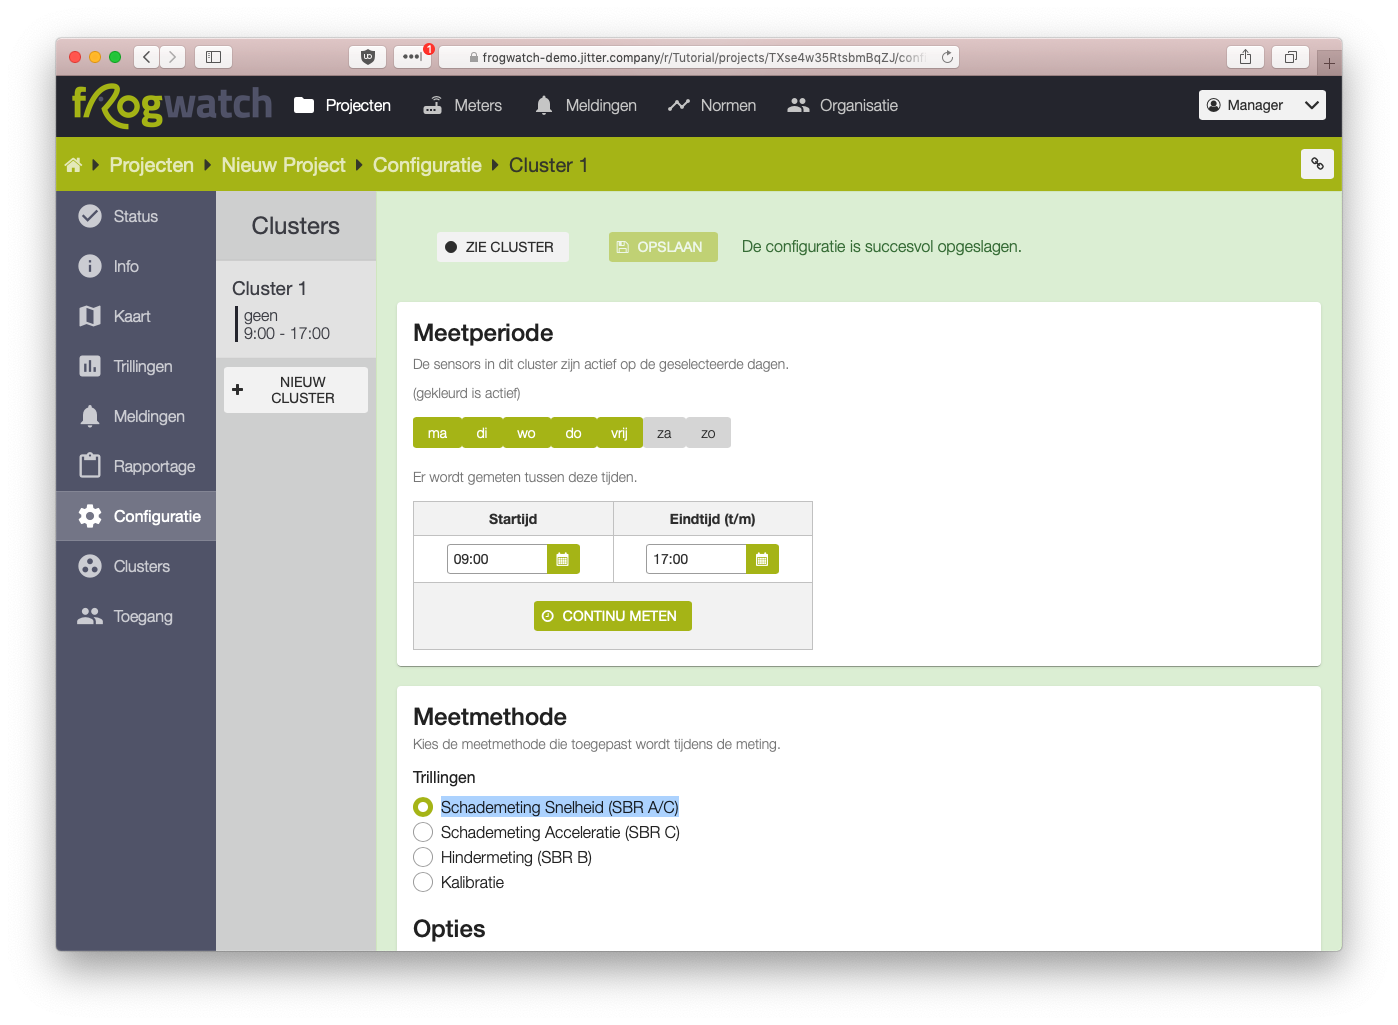 frogwatch-demo.jitter.company/r/Tutorial/projects/TXse4w35RtsbmBqZJ/conf
1
frogwatch
Projecten
Meters
Meldingen
Normen
Organisatie
Manager
Projecten
Nieuw Project
Configuratie
Cluster 1
Status
Info
Kaart
Trillingen
Meldingen
Rapportage
Configuratie
Clusters
Toegang
Clusters
Cluster 1
geen
9:00 - 17:00
NIEUW
CLUSTER
ZIE CLUSTER
OPSLAAN
De configuratie is succesvol opgeslagen.
Meetperiode
De sensors in dit cluster zijn actief op de geselecteerde dagen.
(gekleurd is actief)
ma di wo do vrij za zo
Er wordt gemeten tussen deze tijden.
Startijd Eindtijd (t/m)
09:00 17:00
CONTINU METEN
Meetmethode
Kies de meetmethode die toegepast wordt tijdens de meting.
Trillingen
Schademeting Snelheid (SBR A/C)
Schademeting Acceleratie (SBR C)
Hindermeting (SBR B)
Kalibratie
Opties